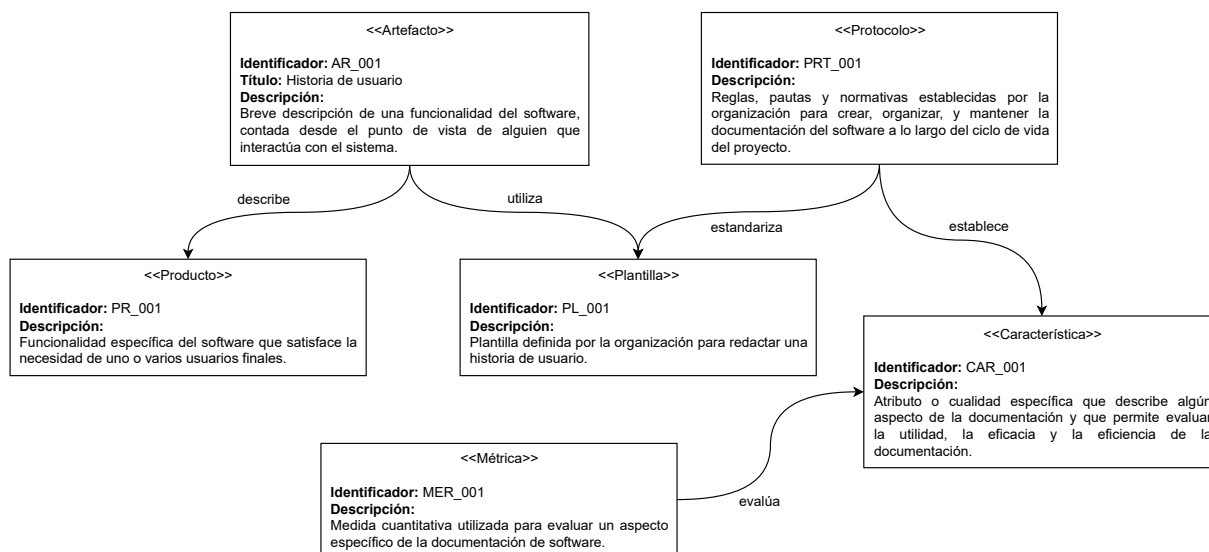 <<Artefacto>>
Identificador: AR_001
Título: Historia de usuario
Descripción:
Breve descripción de una funcionalidad del software,
contada desde el punto de vista de alguien que
interactúa con el sistema.
<<Protocolo>>
Identificador: PRT_001
Descripción:
Reglas, pautas y normativas establecidas por la
organización para crear, organizar, y mantener la
documentación del software a lo largo del ciclo de vida
del proyecto.
describe
utiliza
estandariza
establece
<<Producto>>
Identificador: PR_001
Descripción:
Funcionalidad específica del software que satisface la
necesidad de uno o varios usuarios finales.
<<Plantilla>>
Identificador: PL_001
Descripción:
Plantilla definida por la organización para redactar una
historia de usuario.
<<Característica>>
Identificador: CAR_001
Descripción:
Atributo o cualidad específica que describe algún
aspecto de la documentación y que permite evaluar
la utilidad, la eficacia y la eficiencia de la
documentación.
<<Métrica>>
Identificador: MER_001
Descripción:
Medida cuantitativa utilizada para evaluar un aspecto
específico de la documentación de software.
evalúa